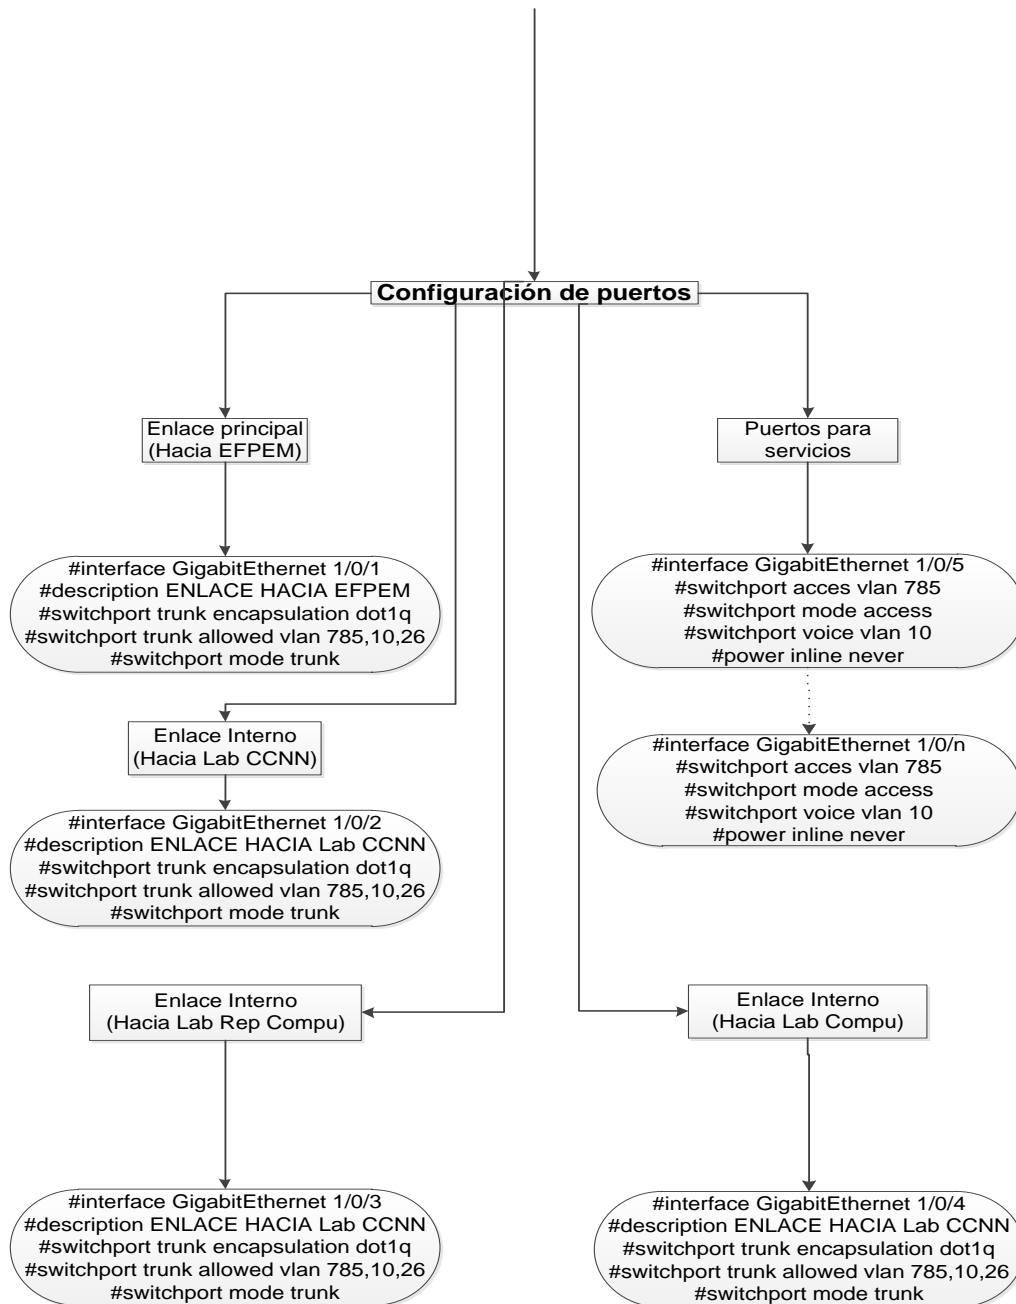 Configuración de puertos
Enlace principal
(Hacia EFPEM)
#interface GigabitEthernet 1/0/1
#description ENLACE HACIA EFPEM
#switchport trunk encapsulation dot1q
#switchport trunk allowed vlan 785,10,26
#switchport mode trunk
Puertos para
servicios
#interface GigabitEthernet 1/0/5
#switchport acces vlan 785
#switchport mode access
#switchport voice vlan 10
#power inline never
#interface GigabitEthernet 1/0/n
#switchport acces vlan 785
#switchport mode access
#switchport voice vlan 10
#power inline never
Enlace Interno
(Hacia Lab CCNN)
#interface GigabitEthernet 1/0/2
#description ENLACE HACIA Lab CCNN
#switchport trunk encapsulation dot1q
#switchport trunk allowed vlan 785,10,26
#switchport mode trunk
Enlace Interno
(Hacia Lab Rep Compu)
#interface GigabitEthernet 1/0/3
#description ENLACE HACIA Lab CCNN
#switchport trunk encapsulation dot1q
#switchport trunk allowed vlan 785,10,26
#switchport mode trunk
Enlace Interno
(Hacia Lab Compu)
#interface GigabitEthernet 1/0/4
#description ENLACE HACIA Lab CCNN
#switchport trunk encapsulation dot1q
#switchport trunk allowed vlan 785,10,26
#switchport mode trunk